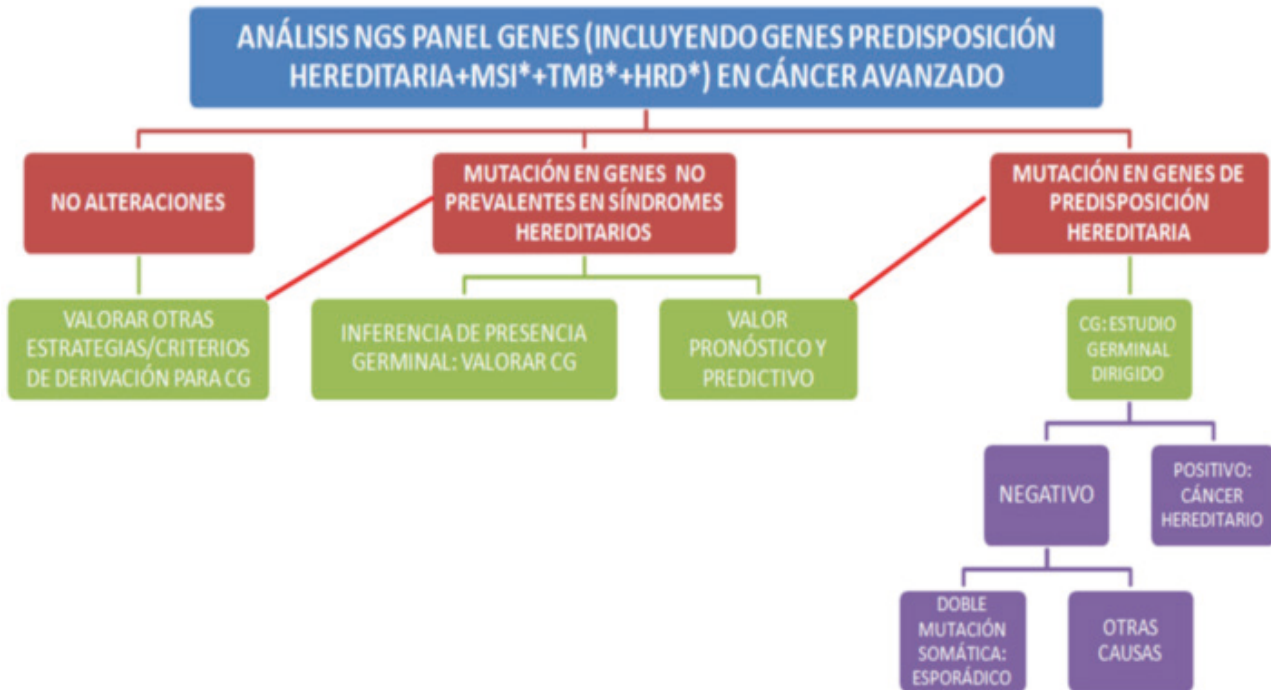 ANÁLISIS NGS PANEL GENES (INCLUYENDO GENES PREDISPOSICIÓN
HEREDITARIA+MSI*+TMB*+HRD*) EN CÁNCER AVANZADO
NO ALTERACIONES
MUTACIÓN EN GENES NO
PREVALENTES EN SÍNDROMES
HEREDITARIOS
MUTACIÓN EN GENES DE
PREDISPOSICIÓN
HEREDITARIA
VALORAR OTRAS
ESTRATEGIAS/CRITERIOS
DE DERIVACIÓN PARA CG
INFERENCIA DE PRESENCIA
GERMINAL: VALORAR CG
VALOR
PRONÓSTICO Y
PREDICTIVO
CG: ESTUDIO
GERMINAL
DIRIGIDO
NEGATIVO
POSITIVO:
CÁNCER
HEREDITARIO
DOBLE
MUTACIÓN
SOMÁTICA:
ESPORÁDICO
OTRAS
CAUSAS